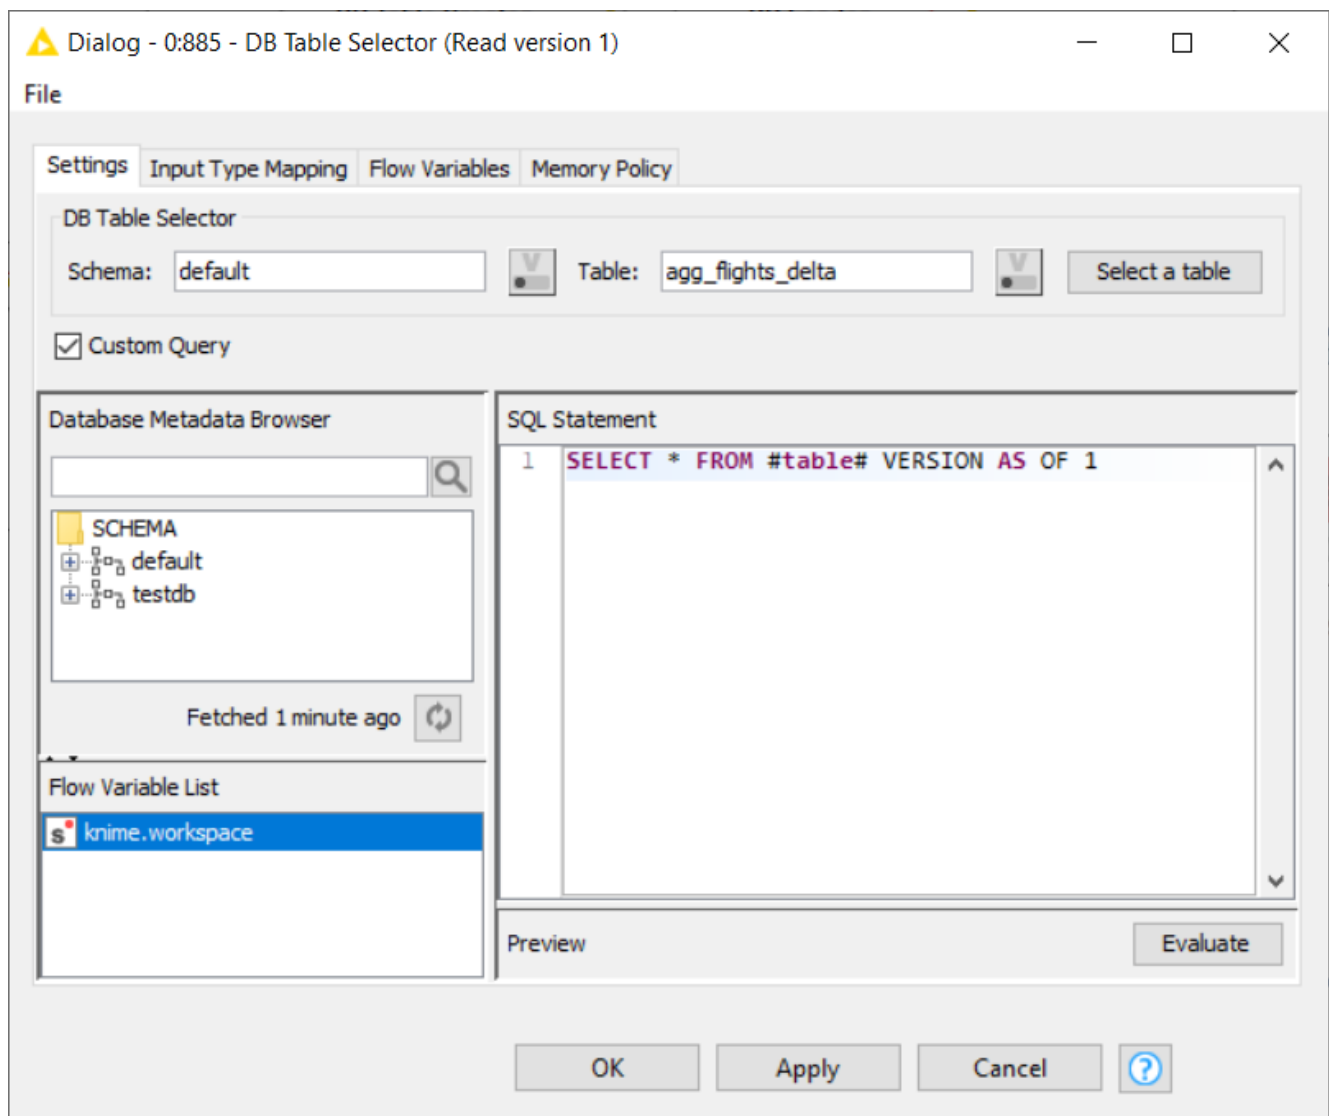 Dialog - 0:885 - DB Table Selector (Read version 1)
File
Settings Input Type Mapping Flow Variables Memory Policy
DB Table Selector
Schema: default V Table: agg_flights_delta V Select a table
Custom Query
Database Metadata Browser
SCHEMA
default
testdb
Fetched 1 minute ago
Flow Variable List
s knime.workspace
SQL Statement
1 SELECT * FROM #table# VERSION AS OF 1
Preview Evaluate
OK Apply Cancel ?